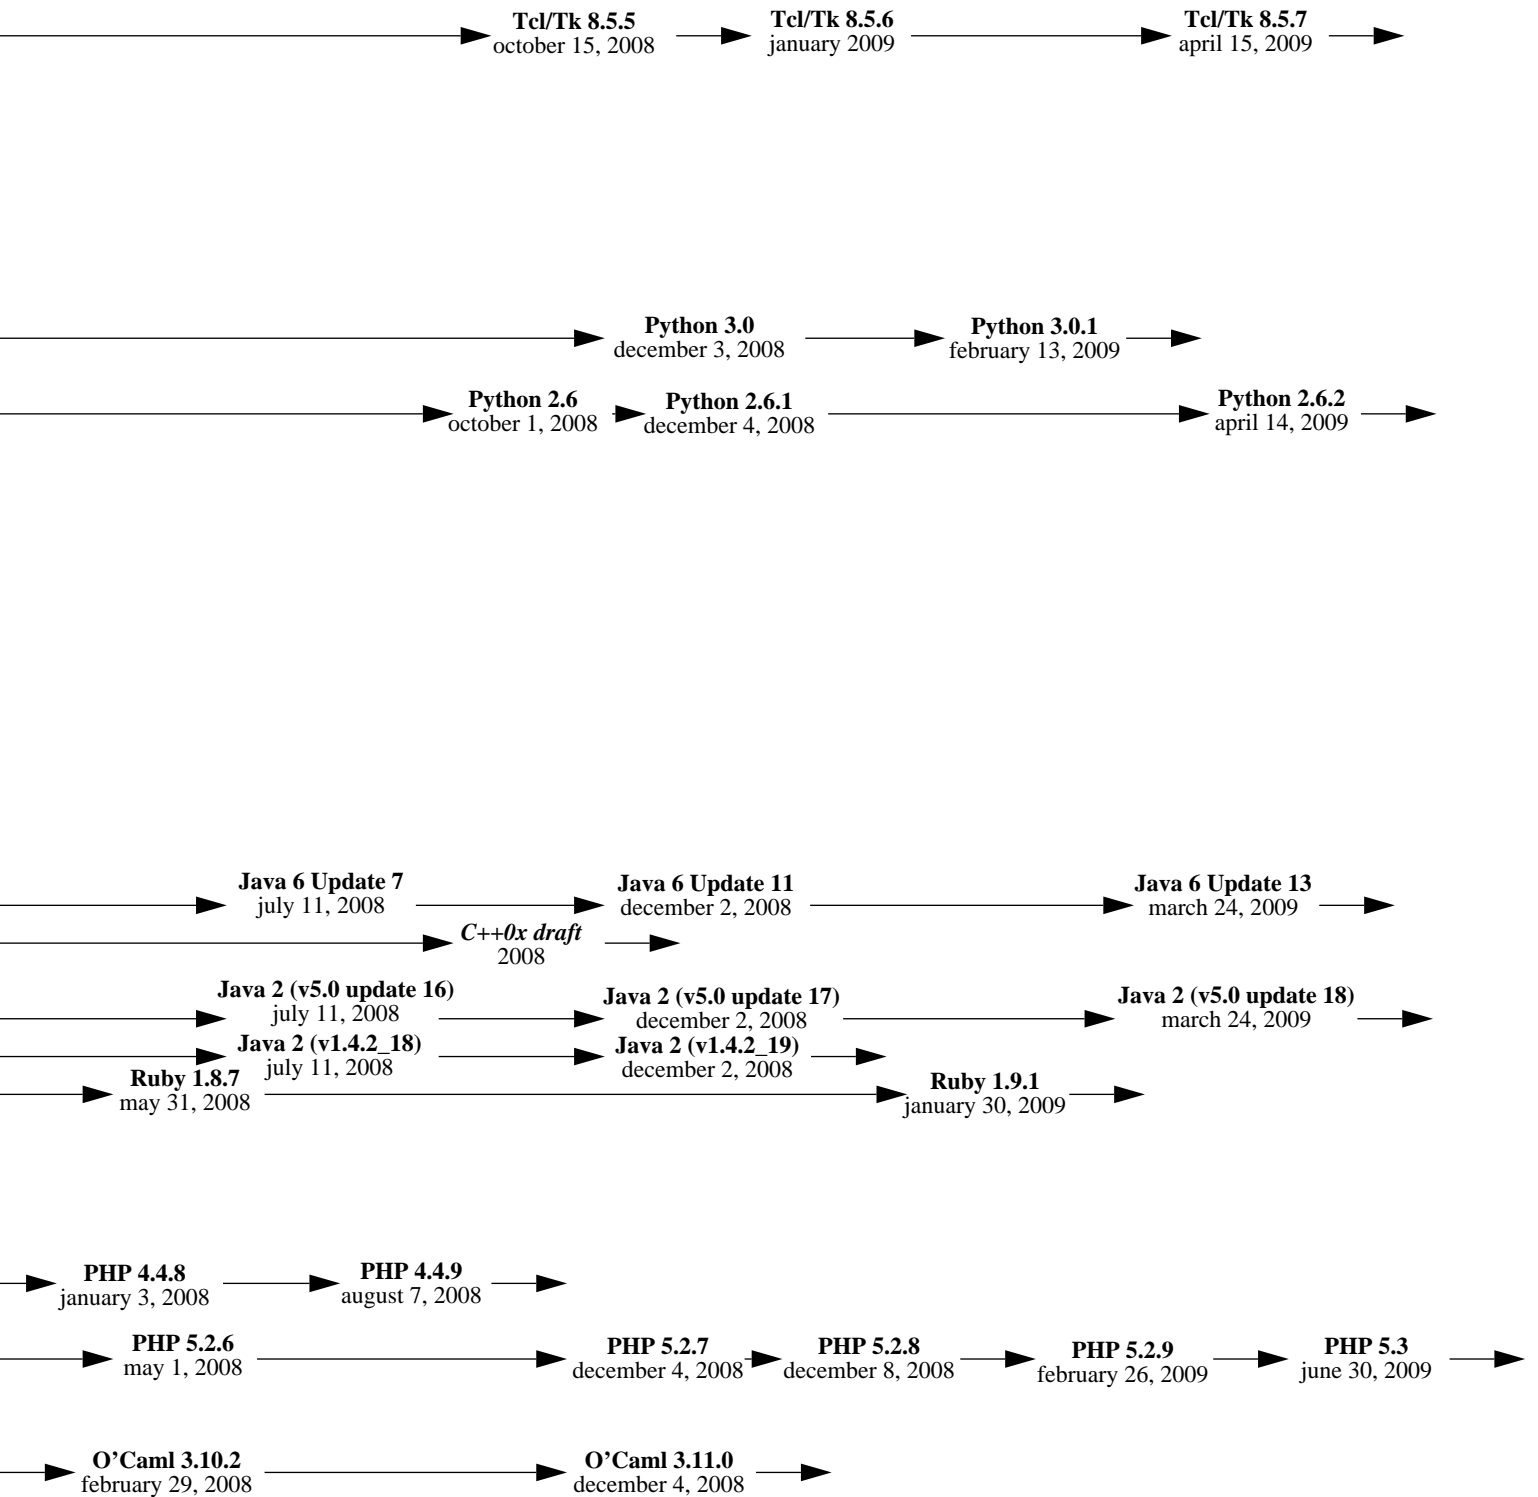 Tcl/Tk 8.5.5
october 15, 2008
Tcl/Tk 8.5.6
january 2009
Tcl/Tk 8.5.7
april 15, 2009
Python 3.0
december 3, 2008
Python 3.0.1
february 13, 2009
Python 2.6
october 1, 2008
Python 2.6.1
december 4, 2008
Python 2.6.2
april 14, 2009
Java 6 Update 7
july 11, 2008
Java 6 Update 11
december 2, 2008
Java 6 Update 13
march 24, 2009
C++0x draft
2008
Java 2 (v5.0 update 16)
july 11, 2008
Java 2 (v5.0 update 17)
december 2, 2008
Java 2 (v5.0 update 18)
march 24, 2009
Java 2 (v1.4.2_18)
july 11, 2008
Java 2 (v1.4.2_19)
december 2, 2008
Ruby 1.8.7
may 31, 2008
Ruby 1.9.1
january 30, 2009
PHP 4.4.8
january 3, 2008
PHP 4.4.9
august 7, 2008
PHP 5.2.6
may 1, 2008
PHP 5.2.7
december 4, 2008
PHP 5.2.8
december 8, 2008
PHP 5.2.9
february 26, 2009
PHP 5.3
june 30, 2009
O’Caml 3.10.2
february 29, 2008
O’Caml 3.11.0
december 4, 2008